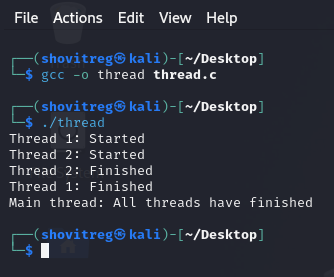 File Actions Edit View Help
┌──(shovitreg㉿kali)-[~/Desktop]
└─$ gcc -o thread thread.c
┌──(shovitreg㉿kali)-[~/Desktop]
└─$ ./thread
Thread 1: Started
Thread 2: Started
Thread 2: Finished
Thread 1: Finished
Main thread: All threads have finished
┌──(shovitreg㉿kali)-[~/Desktop]
└─$